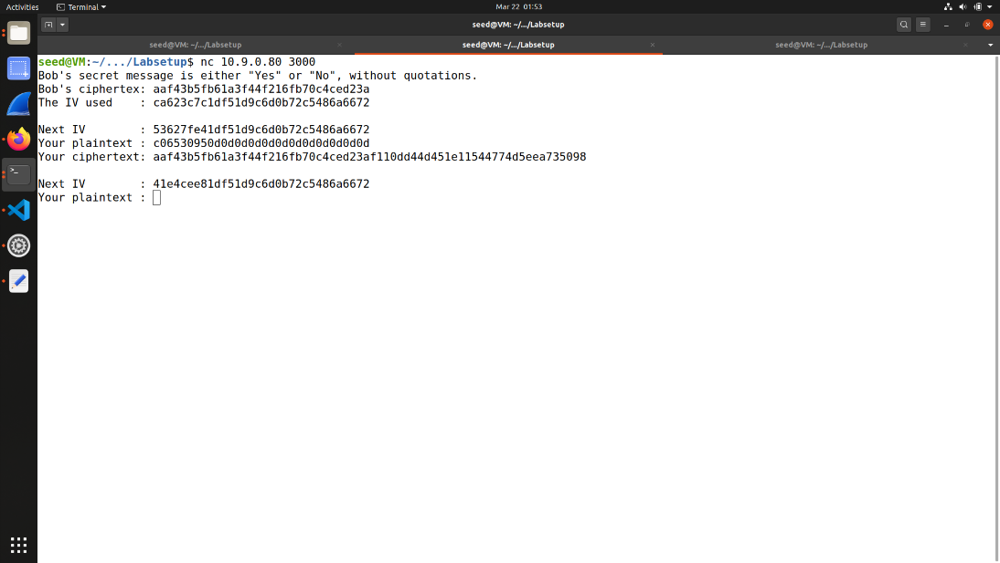 Activities
Terminal
Mar 22 01:53
seed@VM: ~/.../Labsetup
seed@VM: ~/.../Labsetup
seed@VM: ~/.../Labsetup
seed@VM: ~/.../Labsetup
seed@VM:~/.../Labsetup$ nc 10.9.0.80 3000
Bob's secret message is either "Yes" or "No", without quotations.
Bob's ciphertex: aaf43b5fb61a3f44f216fb70c4ced23a
The IV used    : ca623c7c1df51d9c6d0b72c5486a6672
Next IV        : 53627fe41df51d9c6d0b72c5486a6672
Your plaintext : c06530950d0d0d0d0d0d0d0d0d0d0d0d
Your ciphertext: aaf43b5fb61a3f44f216fb70c4ced23af110dd44d451e11544774d5eea735098
Next IV        : 41e4cee81df51d9c6d0b72c5486a6672
Your plaintext :